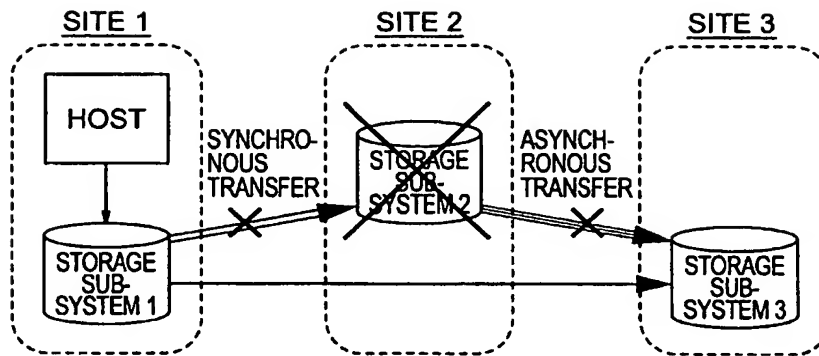 SITE 1
SITE 2
SITE 3
HOST
SYNCHRO-
NOUS
TRANSFER
STORAGE
SUB-
SYSTEM 2
ASYNCH-
RONOUS
TRANSFER
STORAGE
SUB-
SYSTEM 1
STORAGE
SUB-
SYSTEM 3